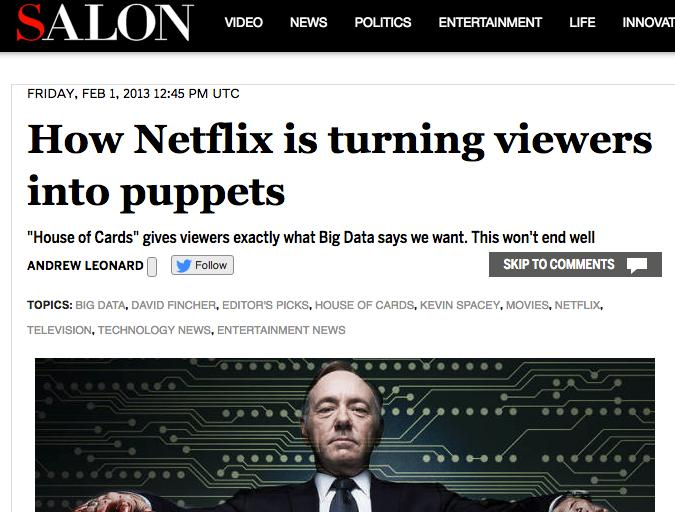 SALON VIDEO NEWS POLITICS ENTERTAINMENT LIFE INNOVAT
FRIDAY, FEB 1, 2013 12:45 PM UTC
How Netflix is turning viewers
into puppets
"House of Cards" gives viewers exactly what Big Data says we want. This won't end well
ANDREW LEONARD Follow SKIP TO COMMENTS
TOPICS: BIG DATA, DAVID FINCHER, EDITOR'S PICKS, HOUSE OF CARDS, KEVIN SPACEY, MOVIES, NETFLIX,
TELEVISION, TECHNOLOGY NEWS, ENTERTAINMENT NEWS